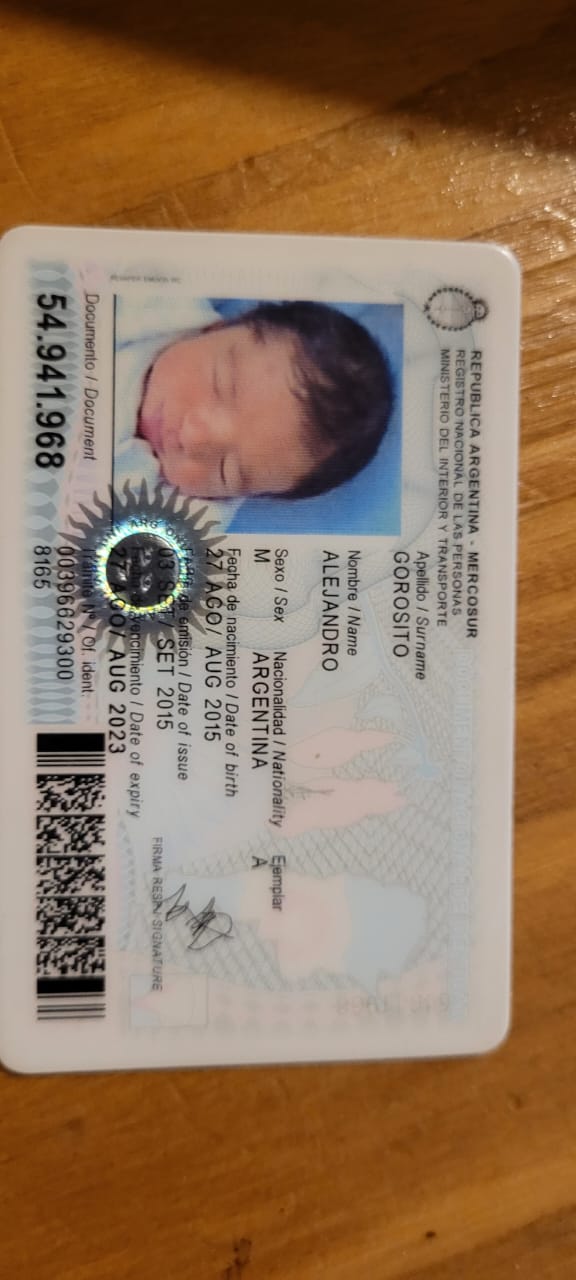 REPUBLICA ARGENTINA - MERCOSUR
REGISTRO NACIONAL DE LAS PERSONAS
MINISTERIO DEL INTERIOR Y TRANSPORTE
Apellido / Surname
GOROSITO
Nombre / Name
ALEJANDRO
Sexo / Sex Nacionalidad / Nationality Ejemplar
M ARGENTINA A
Fecha de nacimiento / Date of birth
27 AGO/ AUG 2015
Fecha de emisión / Date of issue
03 SET/ SET 2015
vencimiento / Date of expiry
27 AGO/ AUG 2023
FIRMA RESP./ SIGNATURE
Documento / Document
54.941.968
Trámite Nº / Of. ident.
00396629300
8165